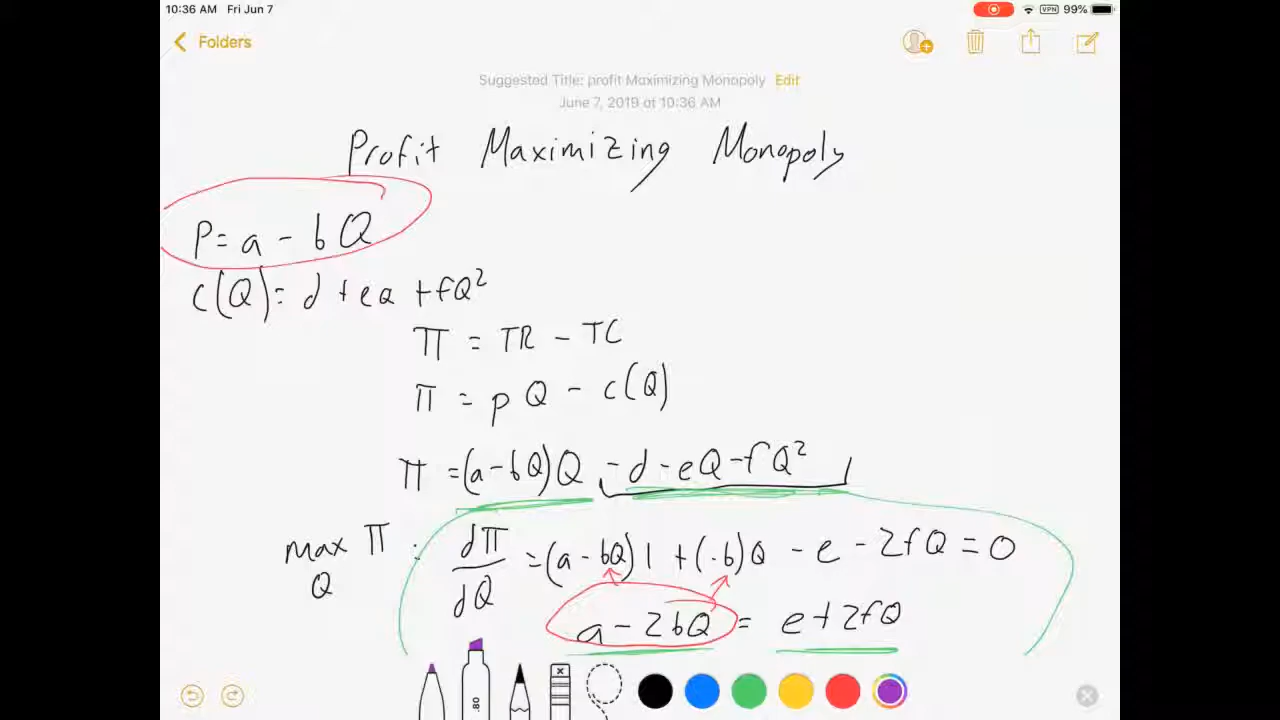 10:36 AM Fri Jun 7 VPN 99%
Folders
Suggested Title: profit Maximizing Monopoly Edit
June 7, 2019 at 10:36 AM
Profit Maximizing Monopoly
P = a - bQ
c(Q) = d + eQ + fQ²
π = TR - TC
π = pQ - c(Q)
π = (a - bQ)Q - d - eQ - fQ²
max π : dπ/dQ = (a - bQ)1 + (-b)Q - e - 2fQ = 0
Q
a - 2bQ = e + 2fQ
.80